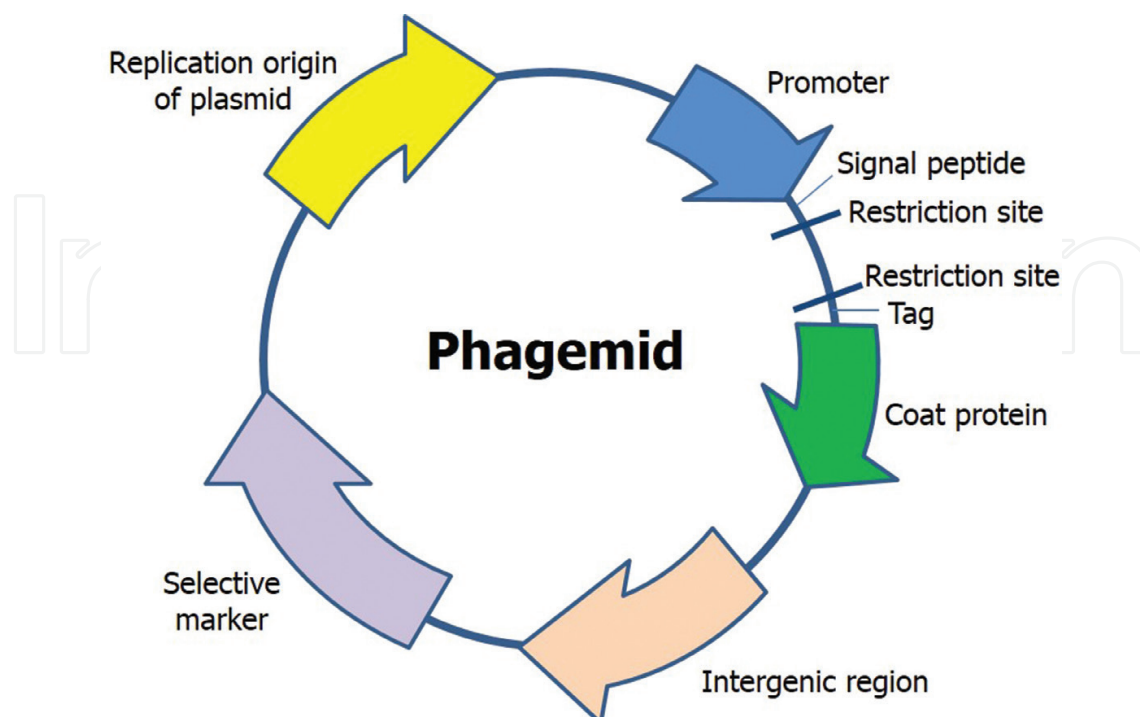 Replication origin
of plasmid
Promoter
Signal peptide
Restriction site
Restriction site
Tag
Phagemid
Coat protein
Selective
marker
Intergenic region